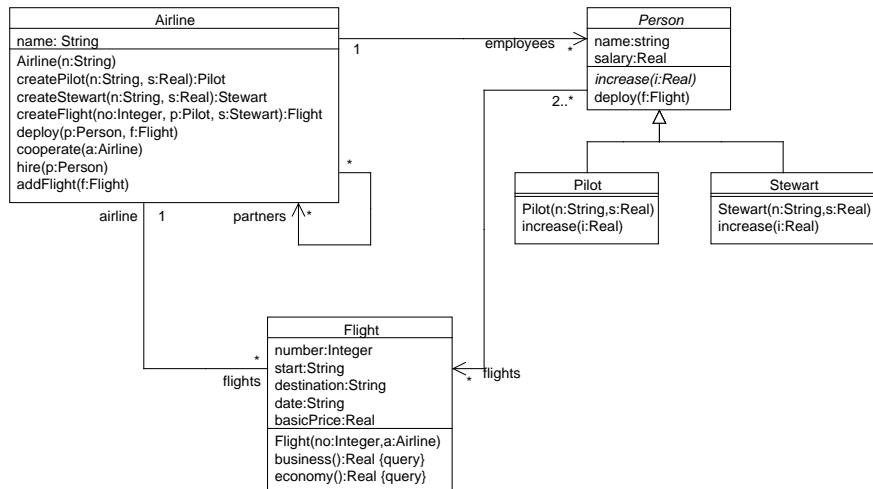 Airline
name: String
Airline(n:String)
createPilot(n:String, s:Real):Pilot
createStewart(n:String, s:Real):Stewart
createFlight(no:Integer, p:Pilot, s:Stewart):Flight
deploy(p:Person, f:Flight)
cooperate(a:Airline)
hire(p:Person)
addFlight(f:Flight)
1
employees
*
Person
name:string
salary:Real
increase(i:Real)
deploy(f:Flight)
2..*
*
partners
*
airline
1
Pilot
Pilot(n:String,s:Real)
increase(i:Real)
Stewart
Stewart(n:String,s:Real)
increase(i:Real)
*
flights
Flight
number:Integer
start:String
destination:String
date:String
basicPrice:Real
Flight(no:Integer,a:Airline)
business():Real {query}
economy():Real {query}
*
flights